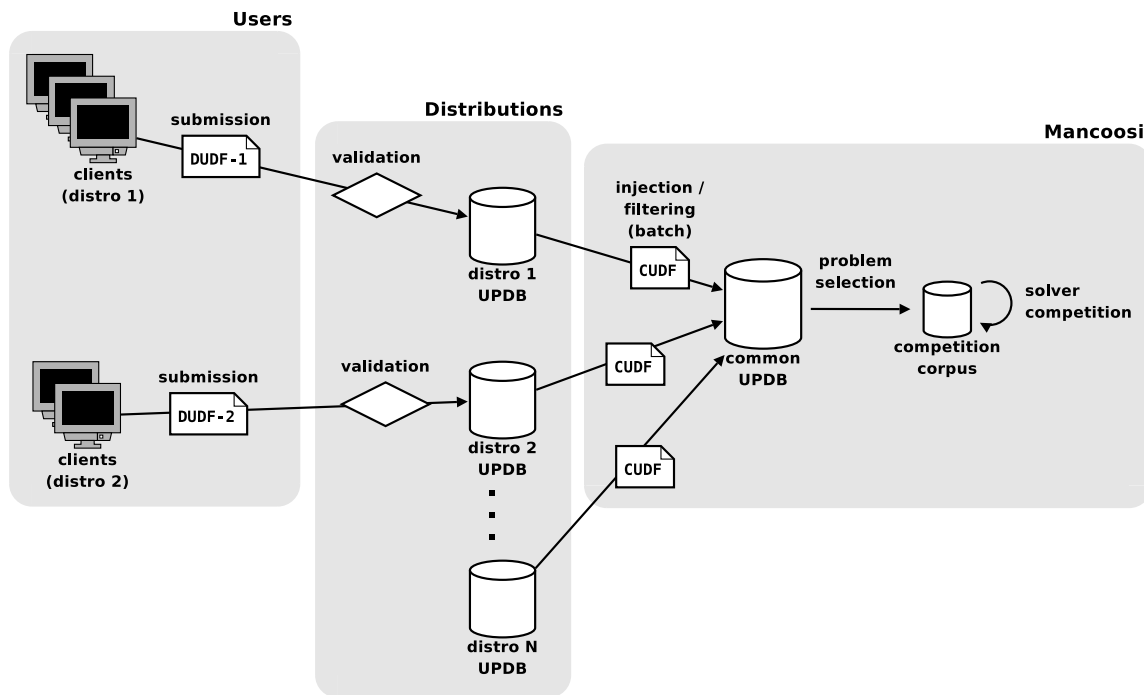 Users
submission
DUDF-1
clients
(distro 1)
submission
DUDF-2
clients
(distro 2)
Distributions
validation
distro 1
UPDB
validation
distro 2
UPDB
distro N
UPDB
Mancoosi
injection /
filtering
(batch)
CUDF
CUDF
CUDF
common
UPDB
problem
selection
competition
corpus
solver
competition